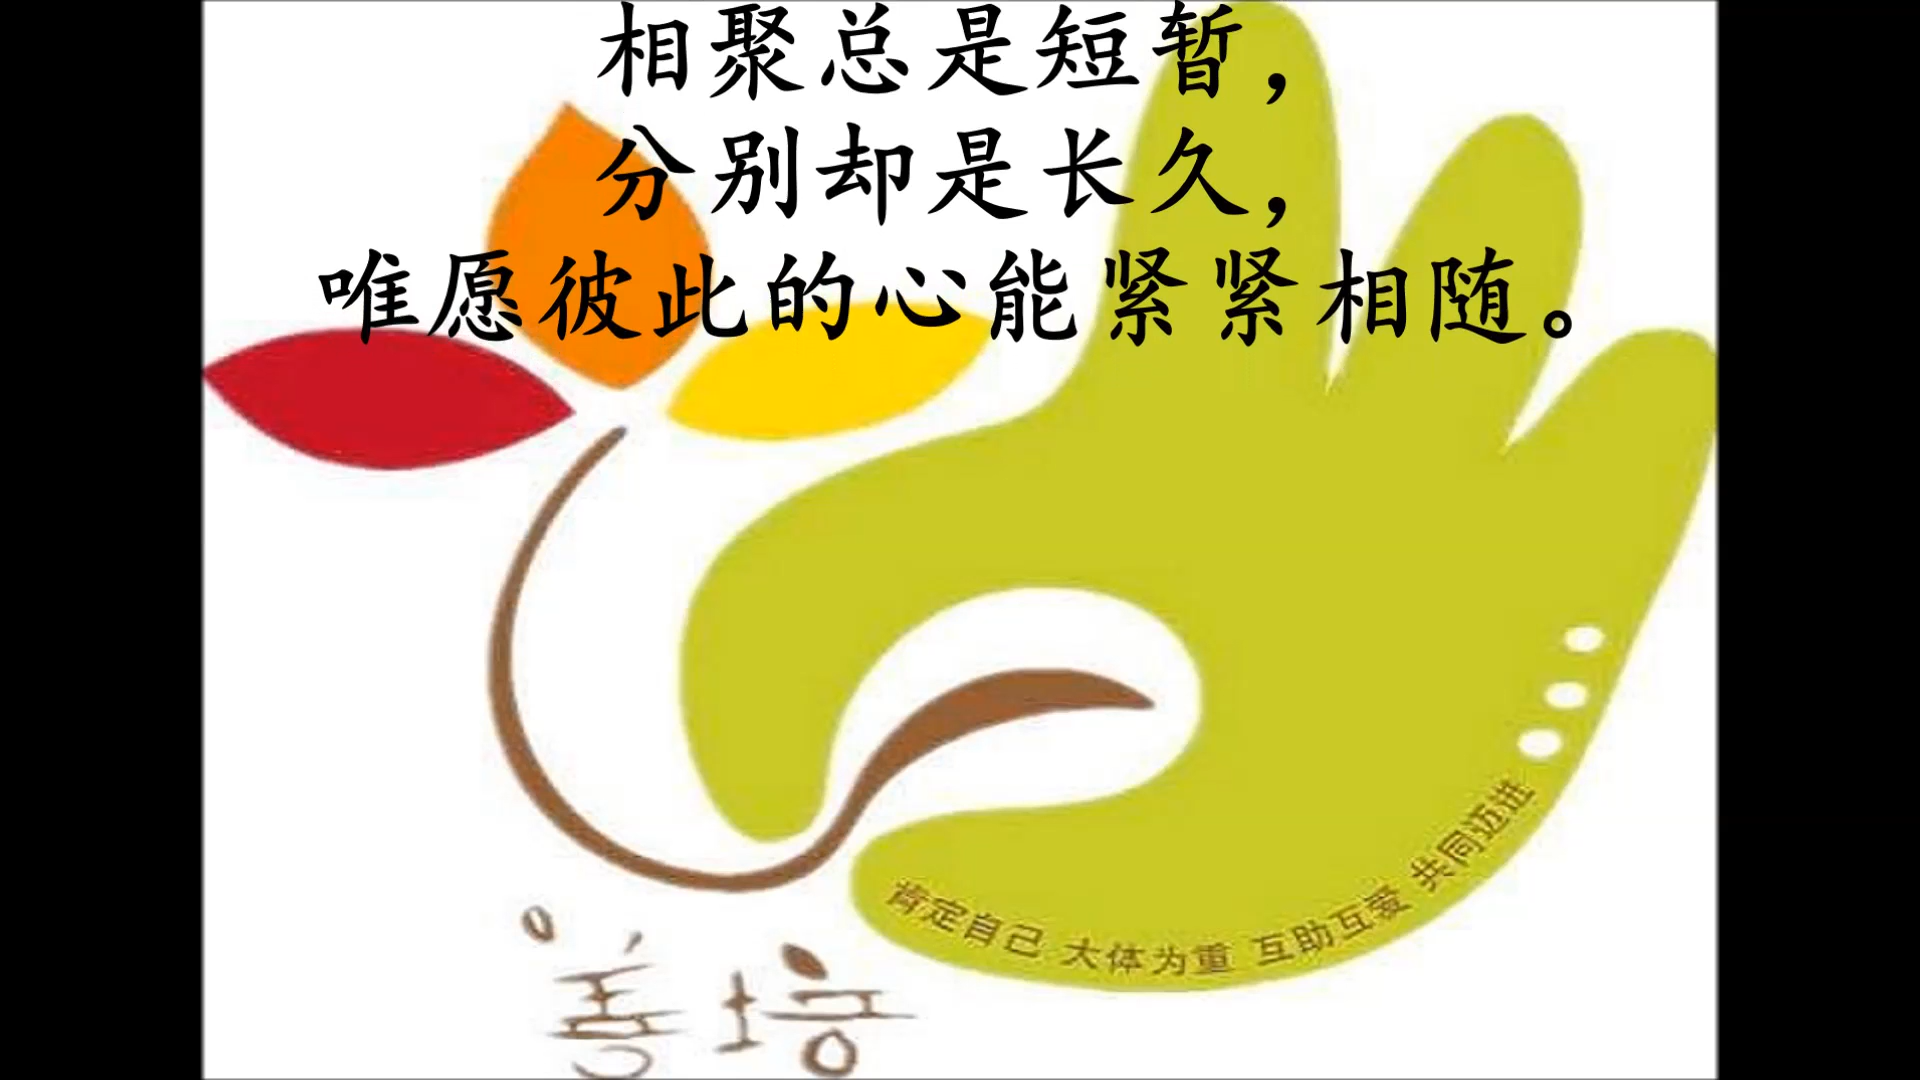 相聚总是短暂，
分别却是长久，
唯愿彼此的心能紧紧相随。
肯定自己 大体为重 互助互爱 共同迈进
善培